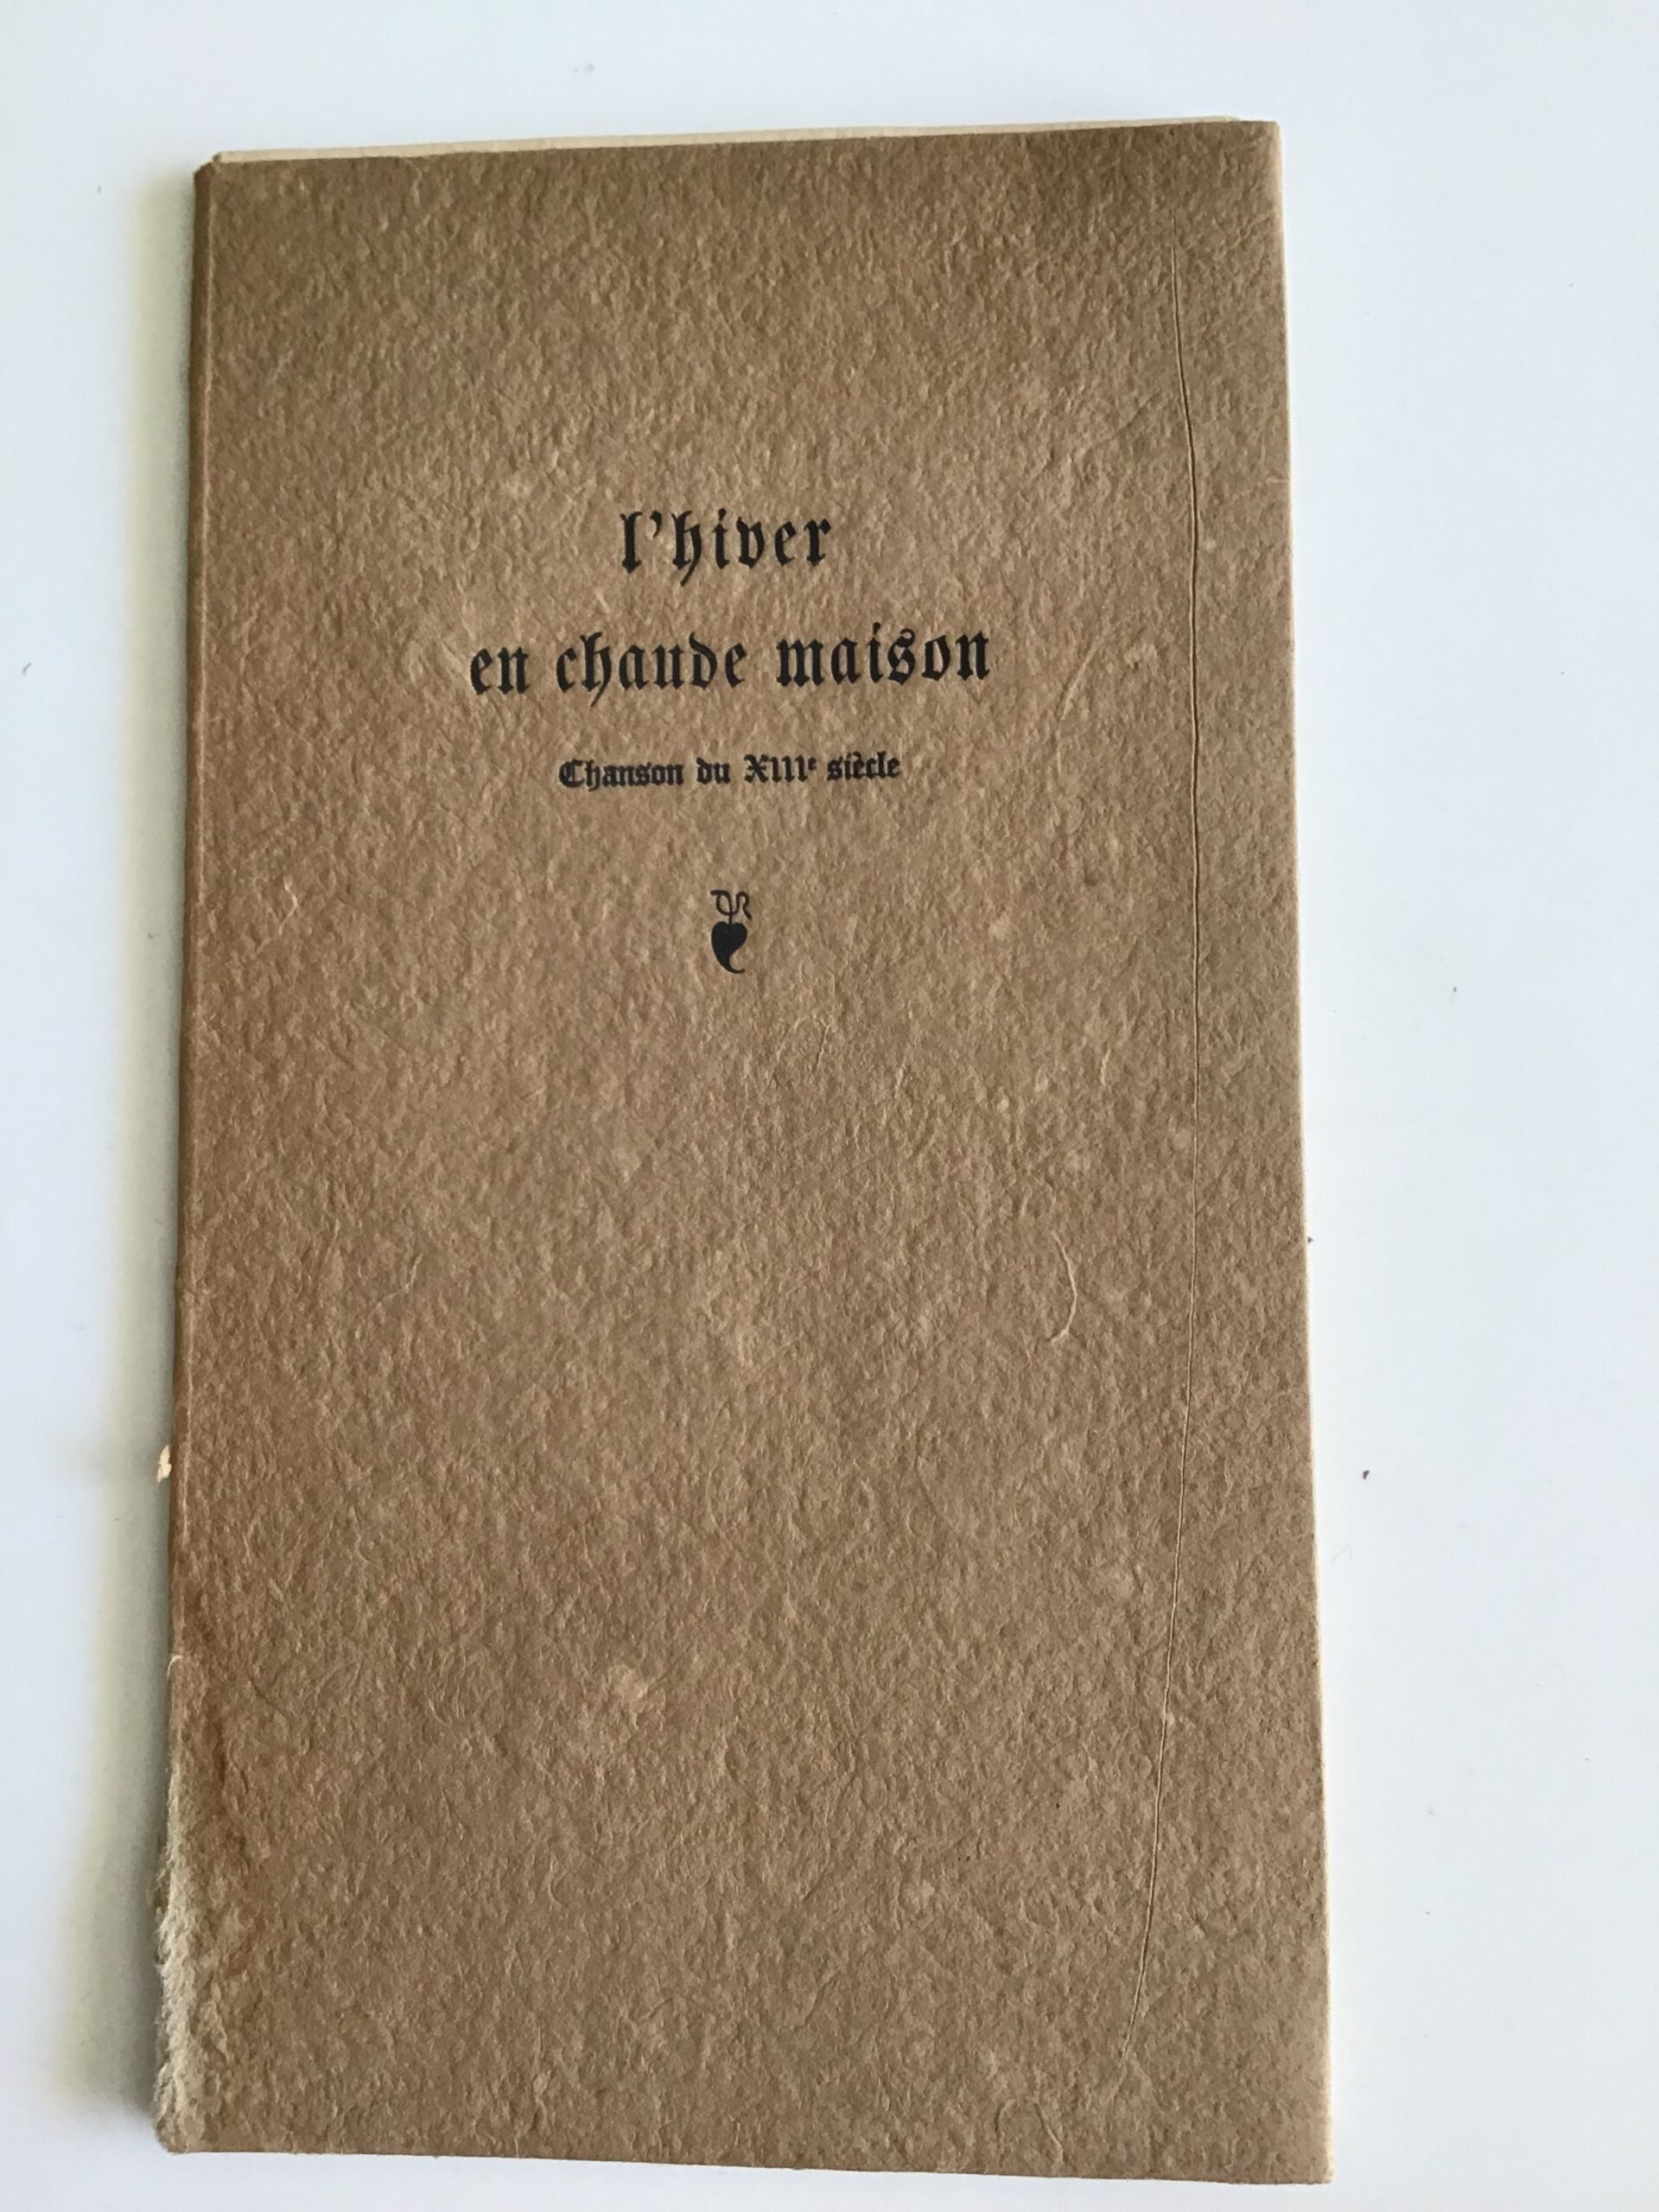 l'hiver
en chaude maison
Chanson du XIIIe siècle